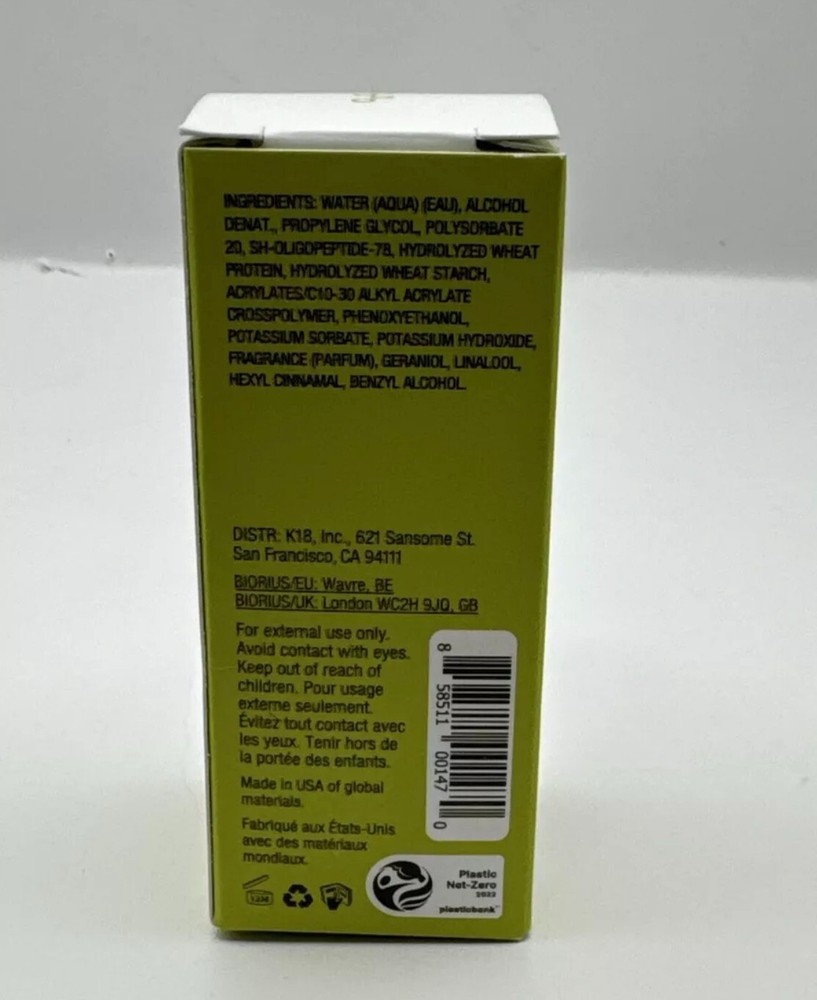 INGREDIENTS: WATER (AQUA) (EAU), ALCOHOL
DENAT., PROPYLENE GLYCOL, POLYSORBATE
20, SH-OLIGOPEPTIDE-78, HYDROLYZED WHEAT
PROTEIN, HYDROLYZED WHEAT STARCH,
ACRYLATES/C10-30 ALKYL ACRYLATE
CROSSPOLYMER, PHENOXYETHANOL,
POTASSIUM SORBATE, POTASSIUM HYDROXIDE,
FRAGRANCE (PARFUM), GERANIOL, LINALOOL,
HEXYL CINNAMAL, BENZYL ALCOHOL.
DISTR: K18, Inc., 621 Sansome St.
San Francisco, CA 94111
BIORIUS/EU: Wavre, BE
BIORIUS/UK: London WC2H 9JQ, GB
For external use only.
Avoid contact with eyes.
Keep out of reach of
children. Pour usage
externe seulement.
Évitez tout contact avec
les yeux. Tenir hors de
la portée des enfants.
Made in USA of global
materials.
Fabriqué aux États-Unis
avec des matériaux
mondiaux.
8 58511 00147 0
12M
Plastic
Net-Zero
2022
plasticbank™